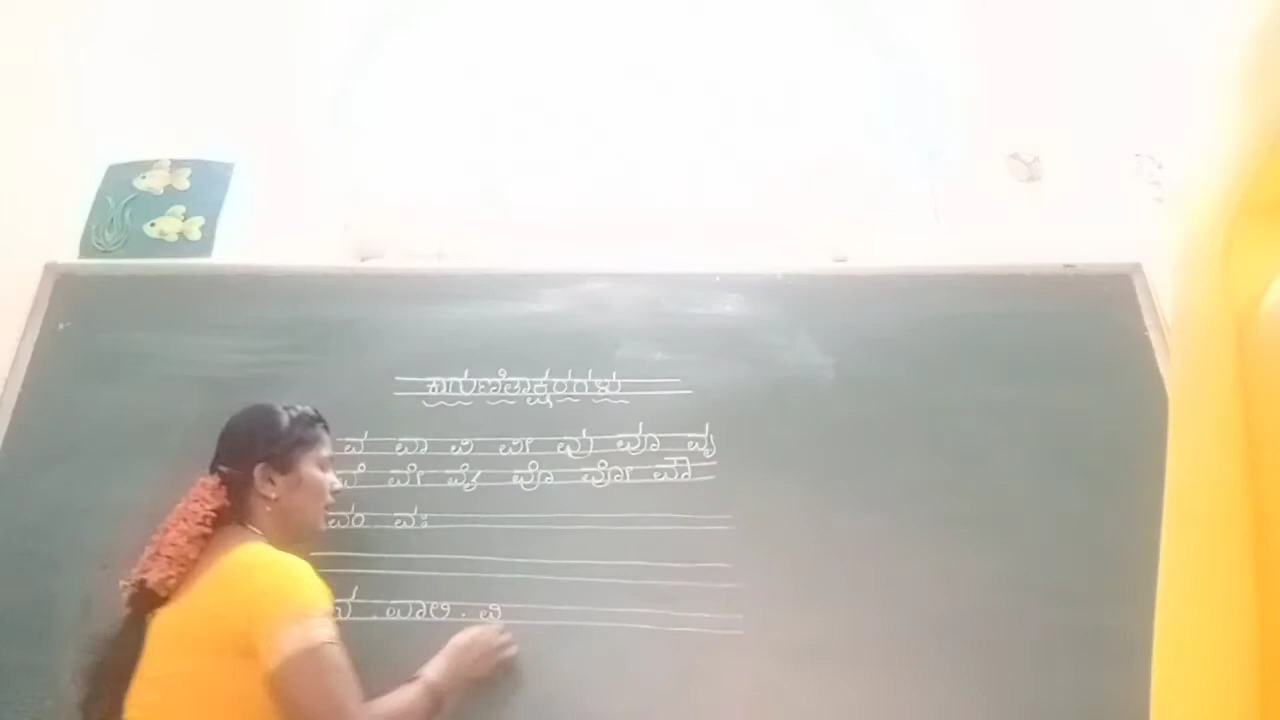 ಕಾಗುಣಿತಾಕ್ಷರಗಳು
ವ ವಾ ವಿ ವೀ ವು ವೂ ವೃ
ವೆ ವೇ ವೈ ವೊ ವೋ ವೌ
ವಂ ವಃ
ವಾಲಿ . ವಿ